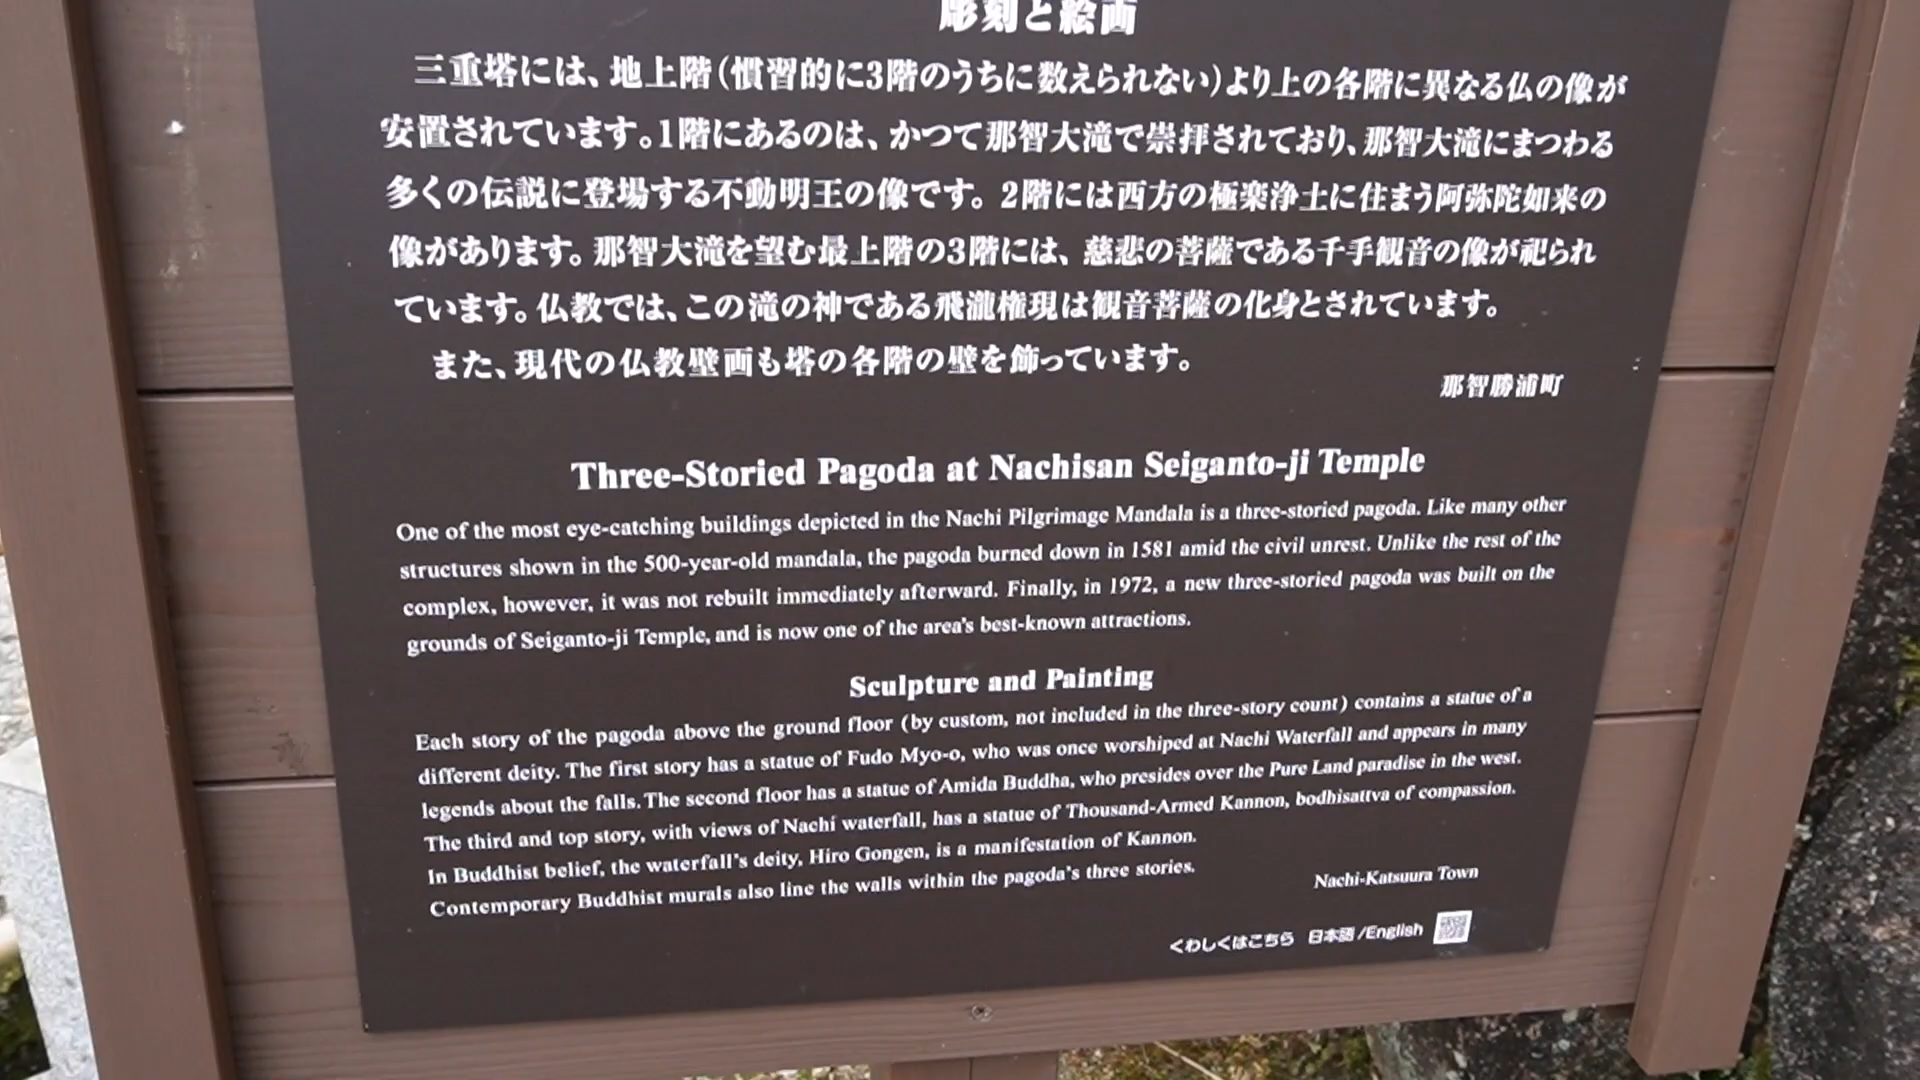 彫刻と絵画
三重塔には、地上階(慣習的に3階のうちに数えられない)より上の各階に異なる仏の像が
安置されています。1階にあるのは、かつて那智大滝で崇拝されており、那智大滝にまつわる
多くの伝説に登場する不動明王の像です。2階には西方の極楽浄土に住まう阿弥陀如来の
像があります。那智大滝を望む最上階の3階には、慈悲の菩薩である千手観音の像が祀られ
ています。仏教では、この滝の神である飛瀧権現は観音菩薩の化身とされています。
また、現代の仏教壁画も塔の各階の壁を飾っています。
那智勝浦町
Three-Storied Pagoda at Nachisan Seiganto-ji Temple
One of the most eye-catching buildings depicted in the Nachi Pilgrimage Mandala is a three-storied pagoda. Like many other
structures shown in the 500-year-old mandala, the pagoda burned down in 1581 amid the civil unrest. Unlike the rest of the
complex, however, it was not rebuilt immediately afterward. Finally, in 1972, a new three-storied pagoda was built on the
grounds of Seiganto-ji Temple, and is now one of the area's best-known attractions.
Sculpture and Painting
Each story of the pagoda above the ground floor (by custom, not included in the three-story count) contains a statue of a
different deity. The first story has a statue of Fudo Myo-o, who was once worshiped at Nachi Waterfall and appears in many
legends about the falls. The second floor has a statue of Amida Buddha, who presides over the Pure Land paradise in the west.
The third and top story, with views of Nachi waterfall, has a statue of Thousand-Armed Kannon, bodhisattva of compassion.
In Buddhist belief, the waterfall's deity, Hiro Gongen, is a manifestation of Kannon.
Contemporary Buddhist murals also line the walls within the pagoda's three stories.
Nachi-Katsuura Town
くわしくはこちら 日本語/English